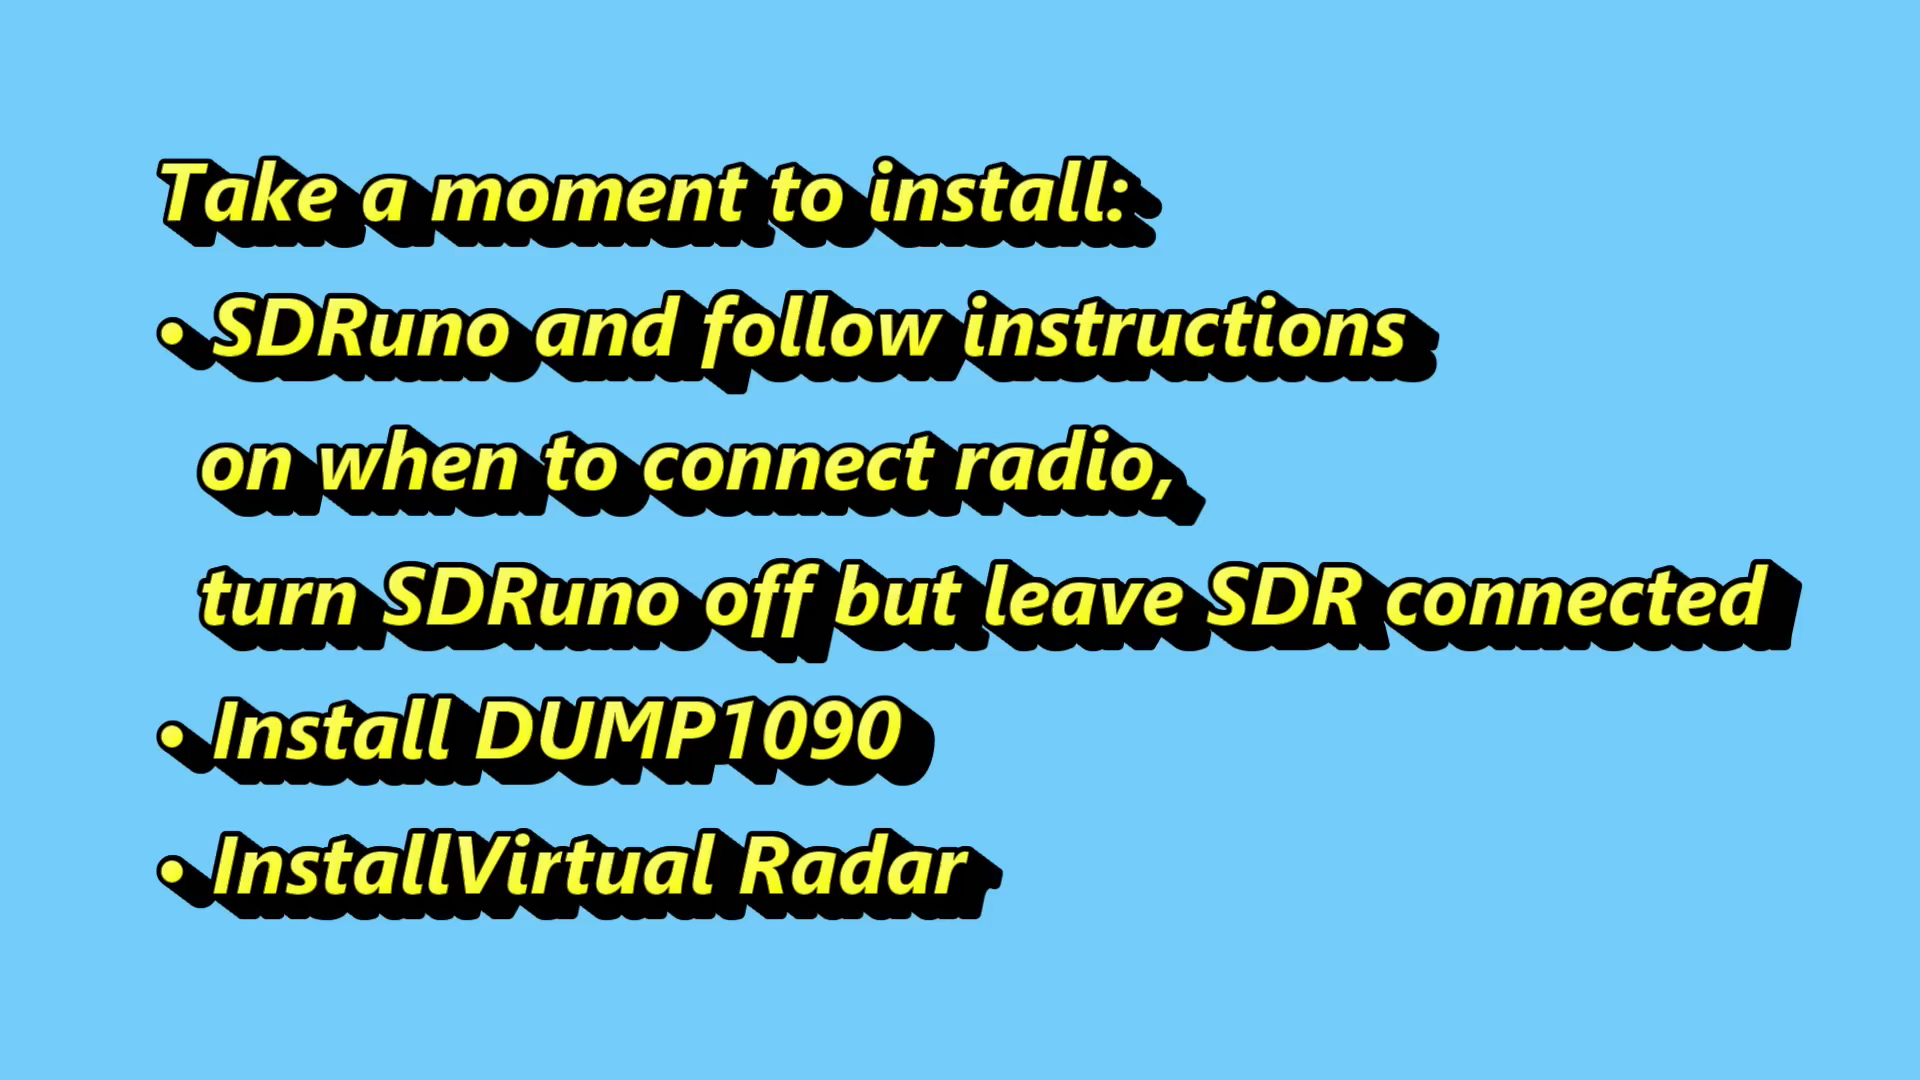 Take a moment to install:
• SDRuno and follow instructions
on when to connect radio,
turn SDRuno off but leave SDR connected
• Install DUMP1090
• InstallVirtual Radar